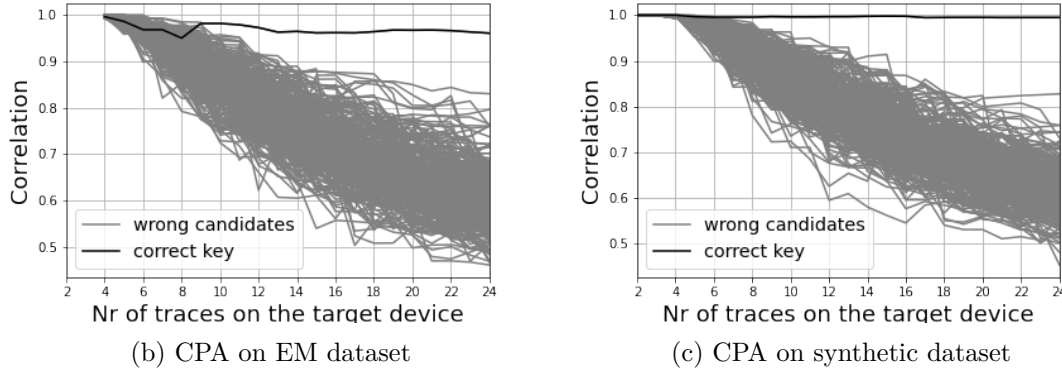 1.0
0.9
0.8
0.7
0.6
0.5
Correlation
wrong candidates
correct key
2 4 6 8 10 12 14 16 18 20 22 24
Nr of traces on the target device
(b) CPA on EM dataset
1.0
0.9
0.8
0.7
0.6
0.5
Correlation
wrong candidates
correct key
2 4 6 8 10 12 14 16 18 20 22 24
Nr of traces on the target device
(c) CPA on synthetic dataset